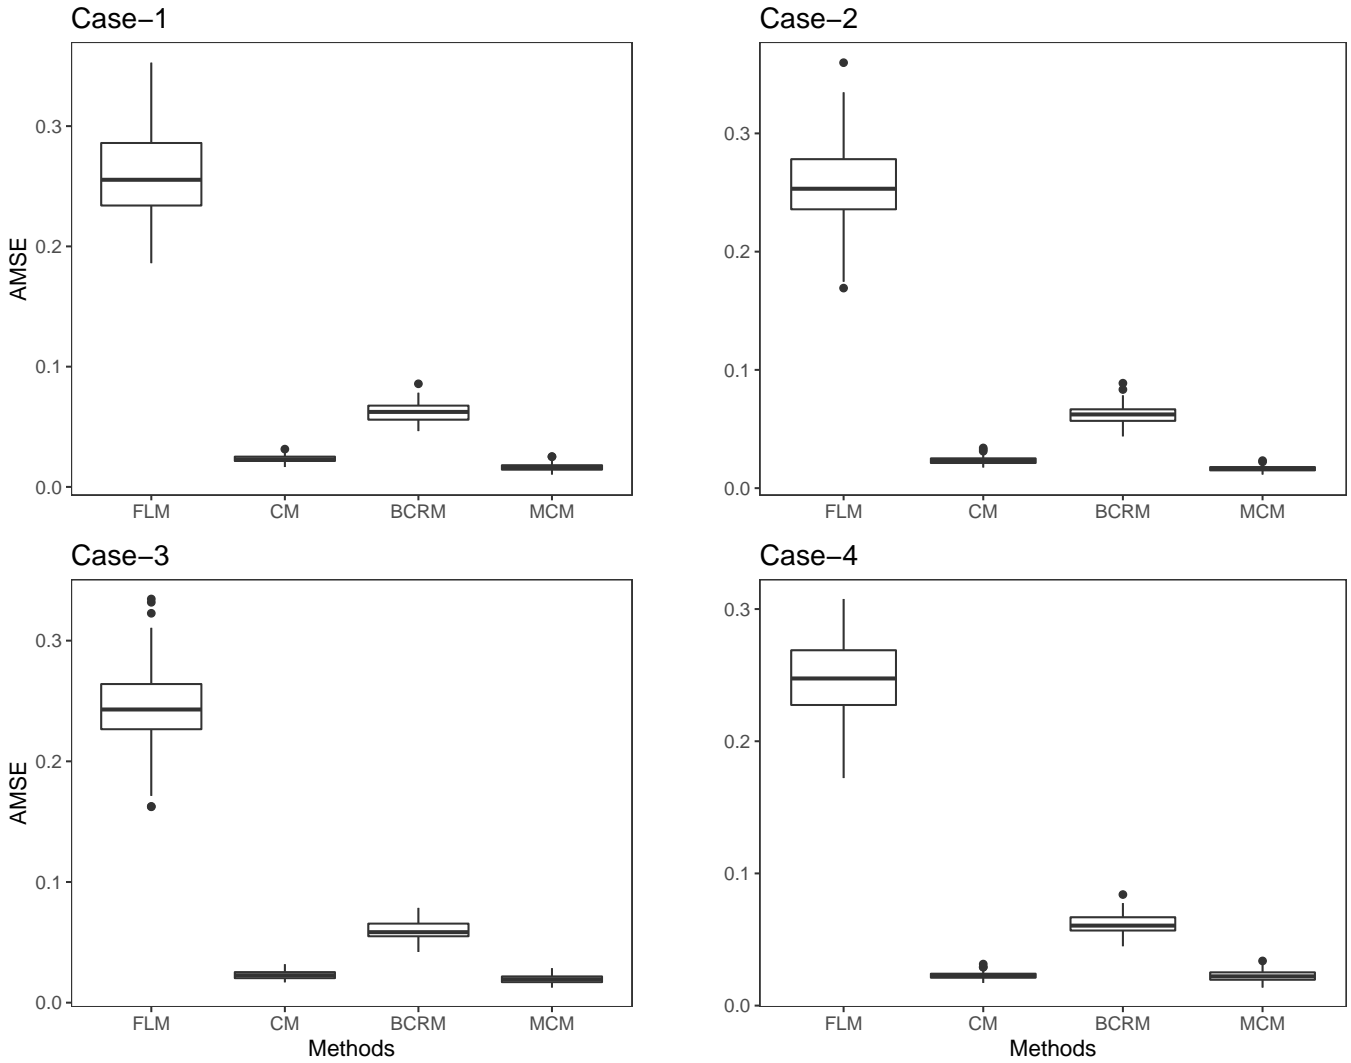 Case−1
AMSE
0.3
0.2
0.1
0.0
FLM CM BCRM MCM
Case−2
0.3
0.2
0.1
0.0
FLM CM BCRM MCM
Case−3
AMSE
0.3
0.2
0.1
0.0
FLM CM BCRM MCM
Methods
Case−4
0.3
0.2
0.1
0.0
FLM CM BCRM MCM
Methods